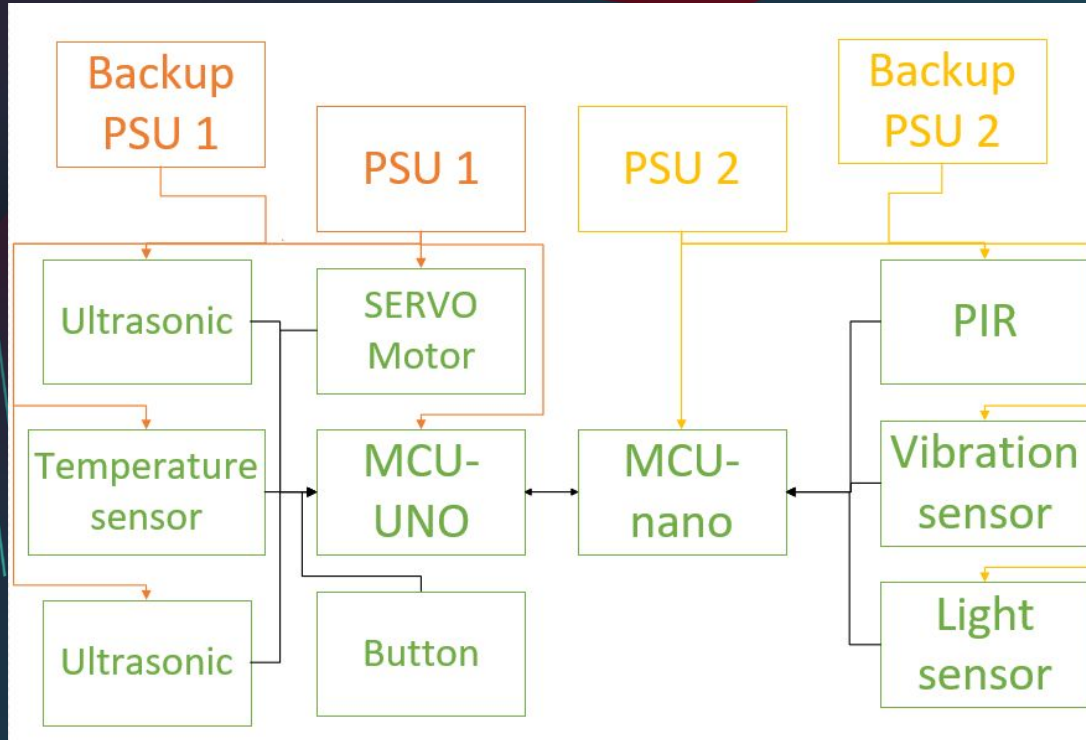 Backup
PSU 1
PSU 1
PSU 2
Backup
PSU 2
Ultrasonic
SERVO
Motor
PIR
Temperature
sensor
MCU-
UNO
MCU-
nano
Vibration
sensor
Ultrasonic
Button
Light
sensor